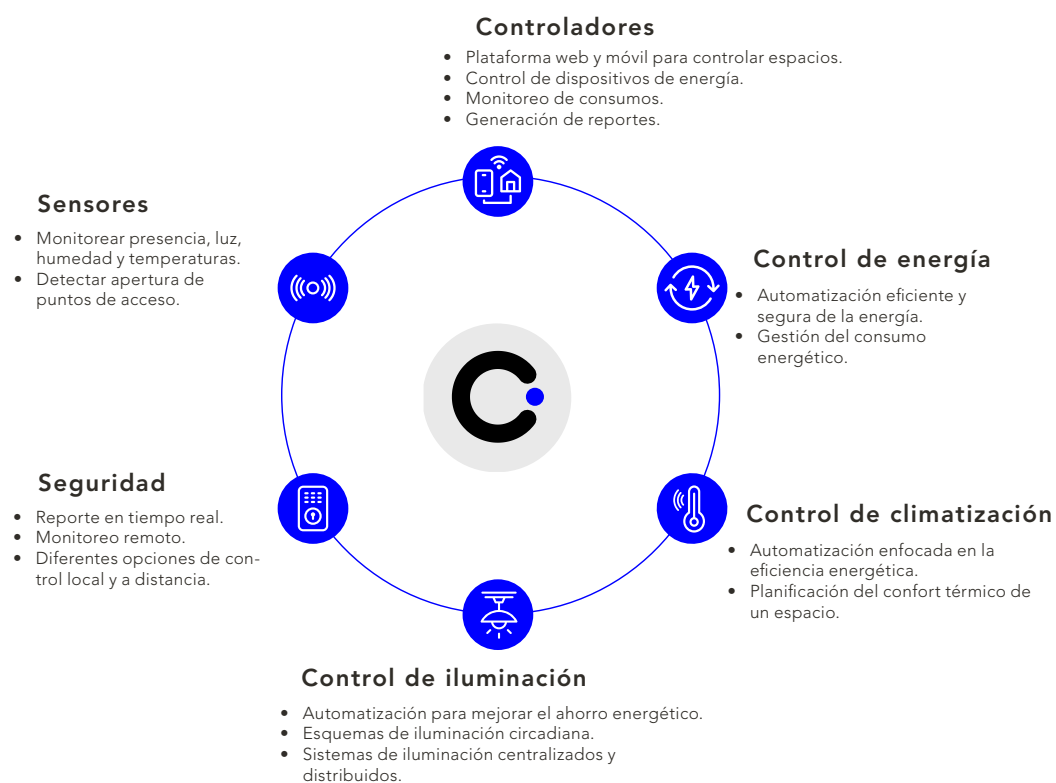 Controladores
• Plataforma web y móvil para controlar espacios.
• Control de dispositivos de energía.
• Monitoreo de consumos.
• Generación de reportes.
Sensores
• Monitorear presencia, luz,
humedad y temperaturas.
• Detectar apertura de
puntos de acceso.
Control de energía
• Automatización eficiente y
segura de la energía.
• Gestión del consumo
energético.
Seguridad
• Reporte en tiempo real.
• Monitoreo remoto.
• Diferentes opciones de con-
trol local y a distancia.
Control de climatización
• Automatización enfocada en la
eficiencia energética.
• Planificación del confort térmico de
un espacio.
Control de iluminación
• Automatización para mejorar el ahorro energético.
• Esquemas de iluminación circadiana.
• Sistemas de iluminación centralizados y
distribuidos.